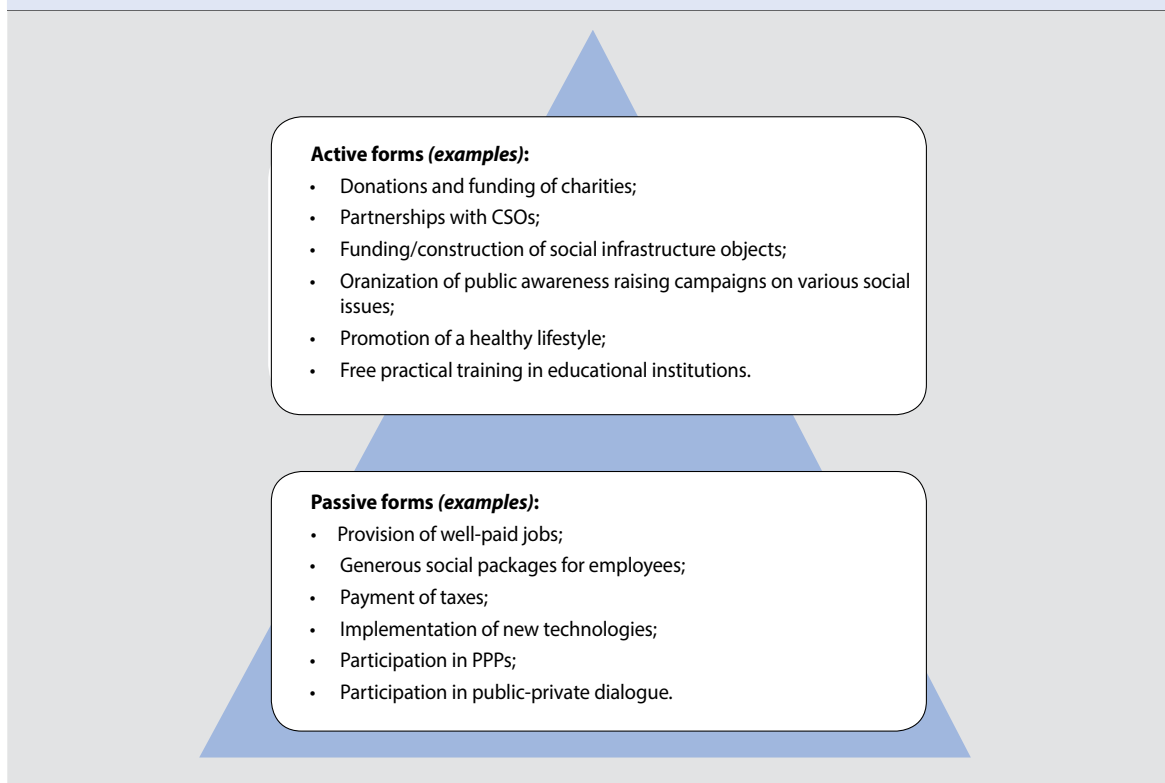 Active forms (examples):
• Donations and funding of charities;
• Partnerships with CSOs;
• Funding/construction of social infrastructure objects;
• Oranization of public awareness raising campaigns on various social
issues;
• Promotion of a healthy lifestyle;
• Free practical training in educational institutions.
Passive forms (examples):
• Provision of well-paid jobs;
• Generous social packages for employees;
• Payment of taxes;
• Implementation of new technologies;
• Participation in PPPs;
• Participation in public-private dialogue.